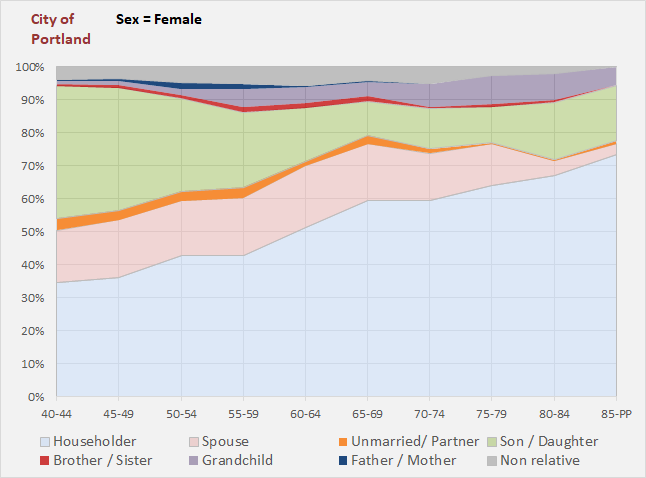 City of
Portland
Sex = Female
100%
90%
80%
70%
60%
50%
40%
30%
20%
10%
0%
40-44 45-49 50-54 55-59 60-64 65-69 70-74 75-79 80-84 85-PP
Householder Spouse Unmarried/ Partner Son / Daughter
Brother / Sister Grandchild Father / Mother Non relative